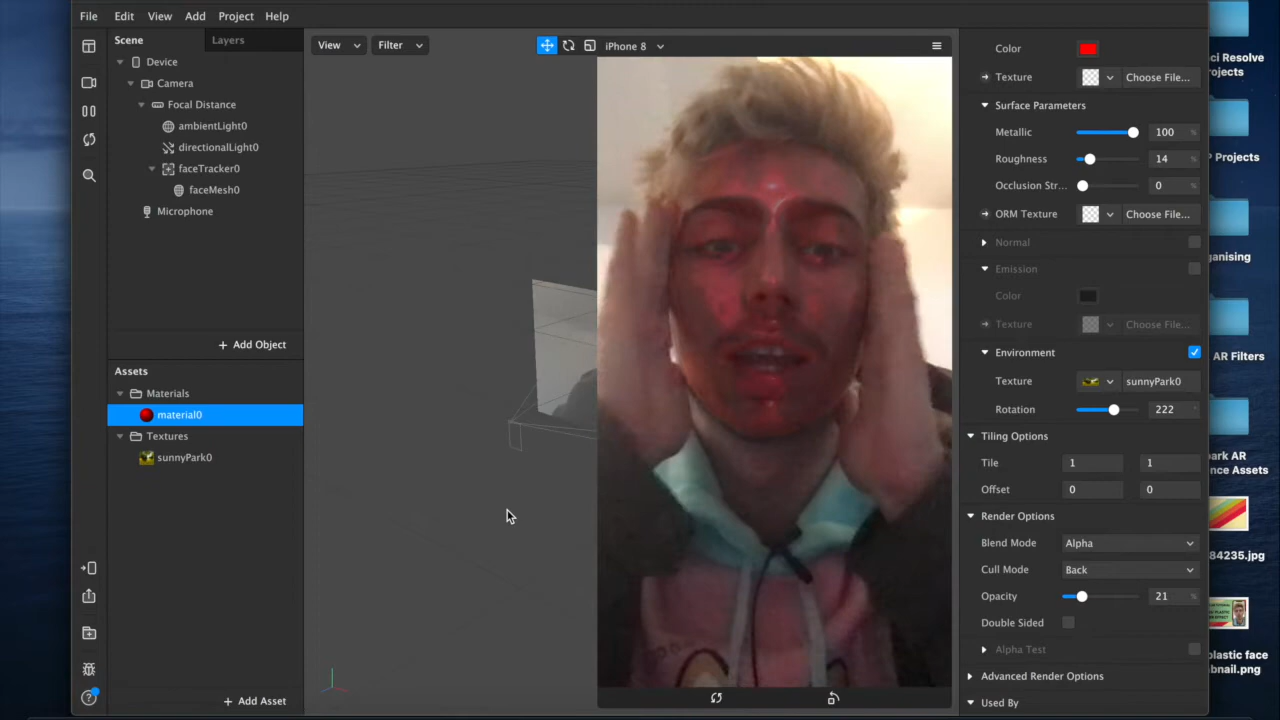 File Edit View Add Project Help
Scene Layers
Device
Camera
Focal Distance
ambientLight0
directionalLight0
faceTracker0
faceMesh0
Microphone
+ Add Object
Assets
Materials
material0
Textures
sunnyPark0
+ Add Asset
View Filter iPhone 8
Color
Texture Choose File...
Surface Parameters
Metallic 100 %
Roughness 14 %
Occlusion Str... 0 %
ORM Texture Choose File...
Normal
Emission
Color
Texture Choose File...
Environment
Texture sunnyPark0
Rotation 222 °
Tiling Options
Tile 1 1
Offset 0 0
Render Options
Blend Mode Alpha
Cull Mode Back
Opacity 21 %
Double Sided
Alpha Test
Advanced Render Options
Used By
ci Resolve
rojects
P Projects
ganising
AR Filters
ark AR
nce Assets
84235.jpg
plastic face
bnail.png